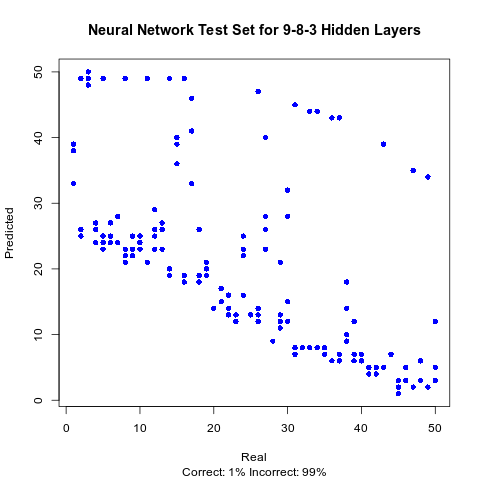 Neural Network Test Set for 9-8-3 Hidden Layers
Predicted
50
40
30
20
10
0
0 10 20 30 40 50
Real
Correct: 1% Incorrect: 99%